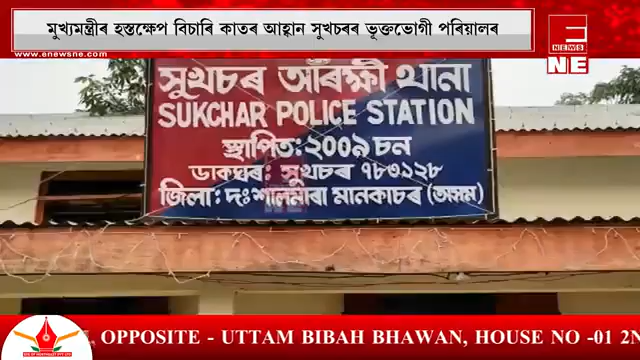 মুখ্যমন্ত্ৰীৰ হস্তক্ষেপ বিচাৰি কাতৰ আহ্বান সুখচৰৰ ভূক্তভোগী পৰিয়ালৰ
www.enewsne.com
E
NEWS
NE
সুখচৰ আঁৰক্ষী থানা
SUKCHAR POLICE STATION
স্থাপিত: ২০০৯ চন
ডাকঘৰ: সুখচৰ ৭৮৩১২৮
জিলা: দঃ শালমাৰা মানকাচৰ (অসম)
OPPOSITE - UTTAM BIBAH BHAWAN, HOUSE NO -01 2N